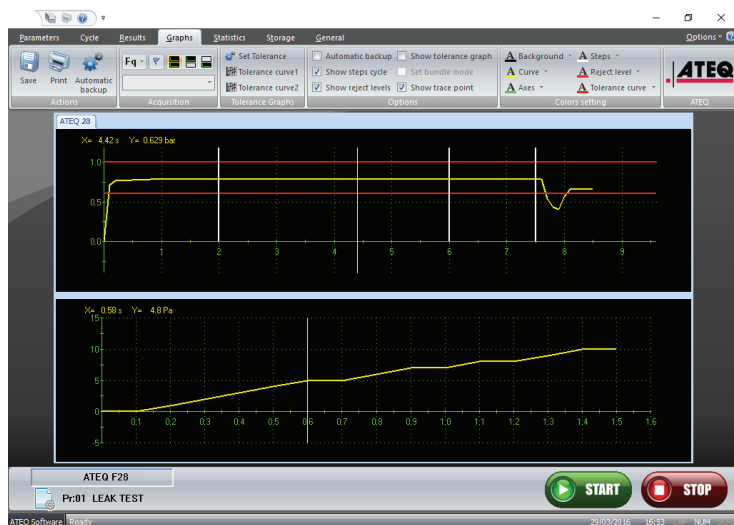 Parameters Cycle Results Graphs Statistics Storage General Options
Save Print Automatic backup
Actions
Fq
Acquisition
Set Tolerance
Tolerance curve1
Tolerance curve2
Tolerance Graphs
Automatic backup Show tolerance graph
Show steps cycle Set bundle mode
Show reject levels Show trace point
Options
A Background A Steps
A Curve A Reject level
A Axes A Tolerance curve
Colors setting
ATEQ
ATEQ
ATEQ 28
X= 4.42 s Y= 0.629 bar
1.0
0.5
0.0
1 2 3 4 5 6 7 8 9
X= 0.58 s Y= 4.8 Pa
15
10
5
0
0.1 0.2 0.3 0.4 0.5 0.6 0.7 0.8 0.9 1.0 1.1 1.2 1.3 1.4 1.5 1.6
-5
ATEQ F28
Pr:01 LEAK TEST
START
STOP
ATEQ Software Ready 29/03/2016 16:53 CAP NUM